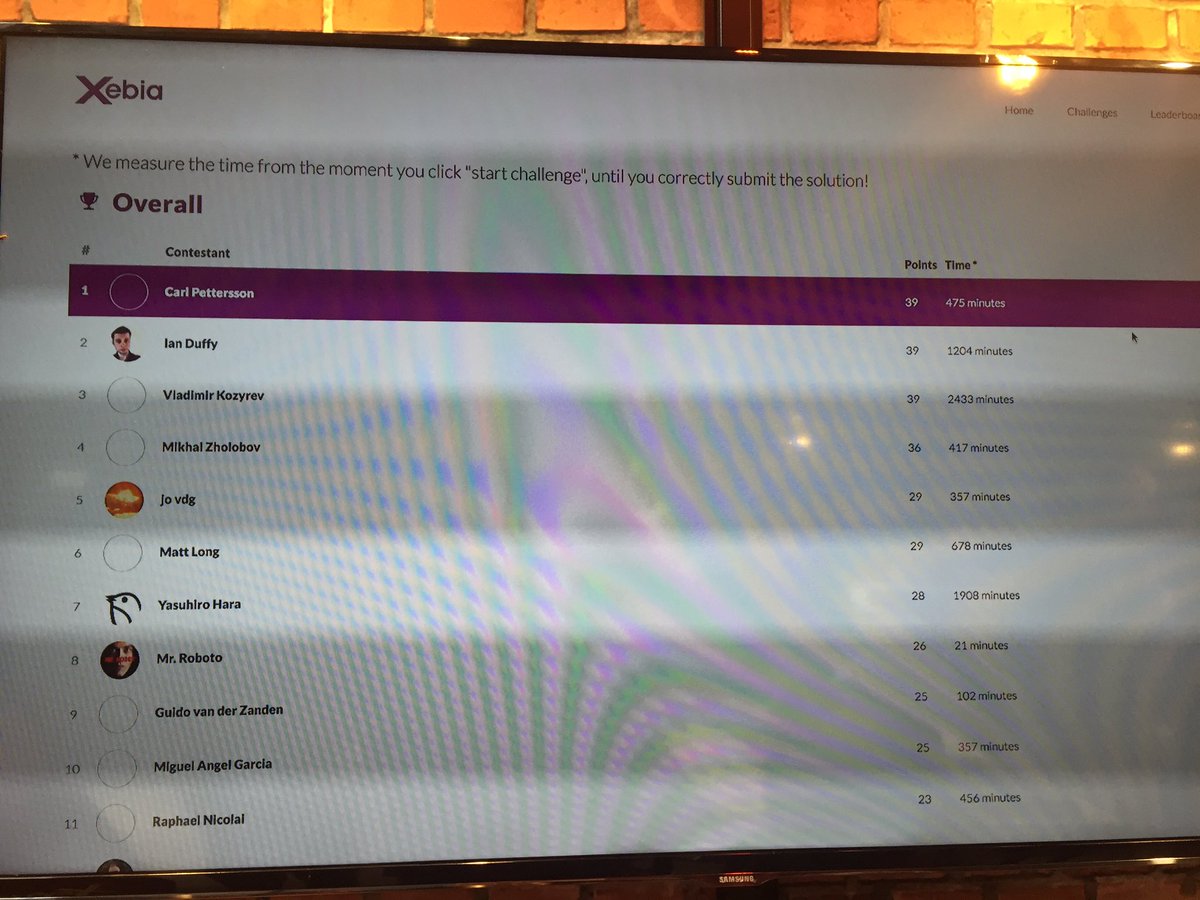 Xebia
Home Challenges
* We measure the time from the moment you click "start challenge", until you correctly submit the solution!
Overall
# Contestant Points Time *
1 Carl Pettersson 39 475 minutes
2 Ian Duffy 39 1204 minutes
3 Vladimir Kozyrev 39 2433 minutes
4 Mikhal Zholobov 36 417 minutes
5 Jo vdg 29 357 minutes
6 Matt Long 29 678 minutes
7 Yasuhiro Hara 28 1908 minutes
8 Mr. Roboto 26 21 minutes
9 Guido van der Zanden 25 102 minutes
10 Miguel Angel Garcia 25 357 minutes
11 Raphael Nicolal 23 456 minutes
SAMSUNG